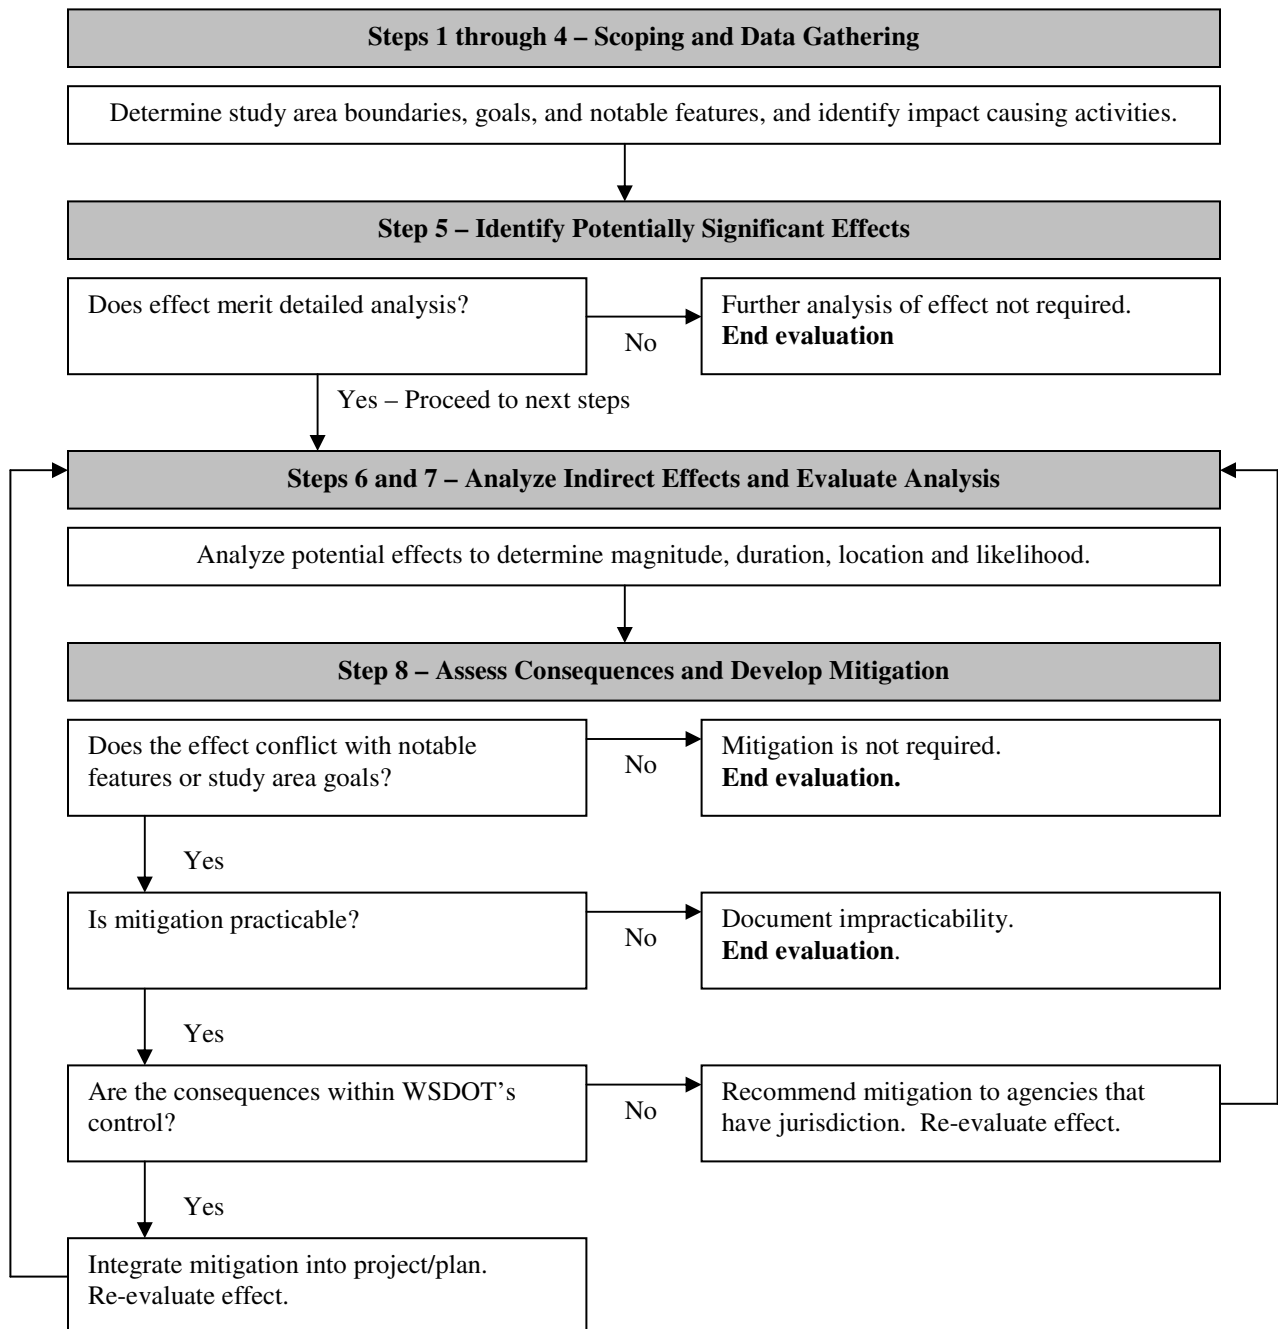 Steps 1 through 4 – Scoping and Data Gathering
Determine study area boundaries, goals, and notable features, and identify impact causing activities.
Step 5 – Identify Potentially Significant Effects
Does effect merit detailed analysis?
No
Further analysis of effect not required.
End evaluation
Yes – Proceed to next steps
Steps 6 and 7 – Analyze Indirect Effects and Evaluate Analysis
Analyze potential effects to determine magnitude, duration, location and likelihood.
Step 8 – Assess Consequences and Develop Mitigation
Does the effect conflict with notable
features or study area goals?
No
Mitigation is not required.
End evaluation.
Yes
Is mitigation practicable?
No
Document impracticability.
End evaluation.
Yes
Are the consequences within WSDOT's
control?
No
Recommend mitigation to agencies that
have jurisdiction.  Re-evaluate effect.
Yes
Integrate mitigation into project/plan.
Re-evaluate effect.